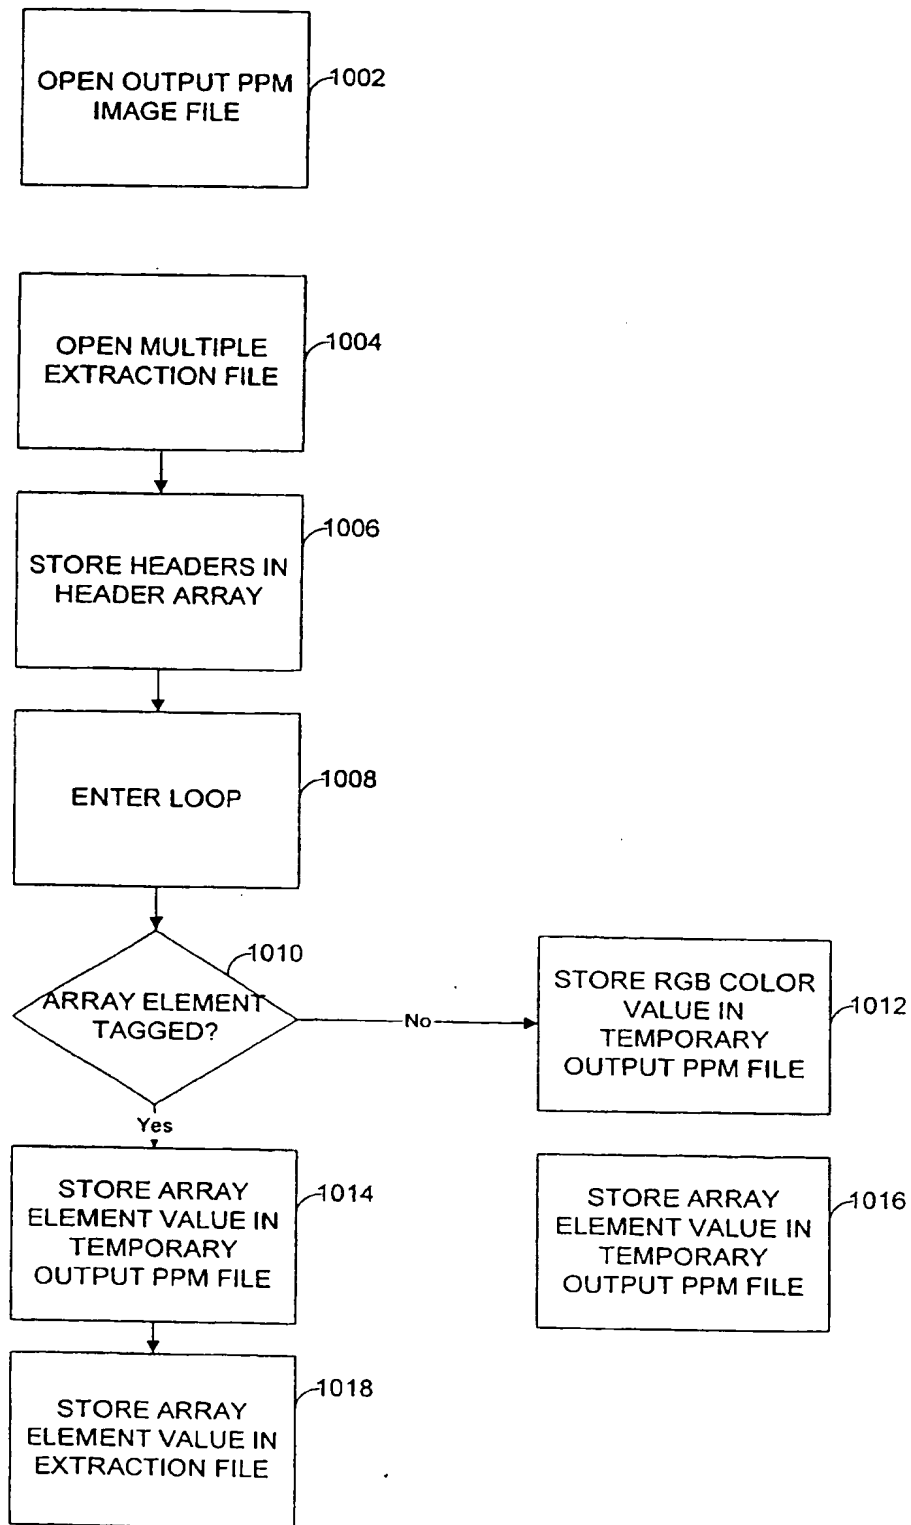 OPEN OUTPUT PPM
IMAGE FILE
1002
OPEN MULTIPLE
EXTRACTION FILE
1004
STORE HEADERS IN
HEADER ARRAY
1006
ENTER LOOP
1008
ARRAY ELEMENT
TAGGED?
1010
No
STORE RGB COLOR
VALUE IN
TEMPORARY
OUTPUT PPM FILE
1012
Yes
STORE ARRAY
ELEMENT VALUE IN
TEMPORARY
OUTPUT PPM FILE
1014
STORE ARRAY
ELEMENT VALUE IN
TEMPORARY
OUTPUT PPM FILE
1016
STORE ARRAY
ELEMENT VALUE IN
EXTRACTION FILE
1018